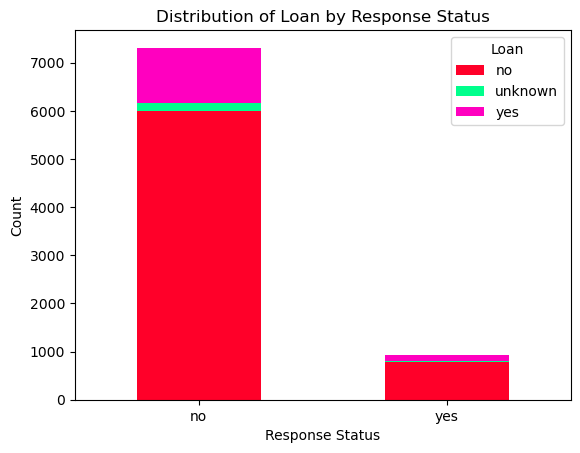 Distribution of Loan by Response Status
Loan
no
unknown
yes
Count
7000
6000
5000
4000
3000
2000
1000
0
no
yes
Response Status